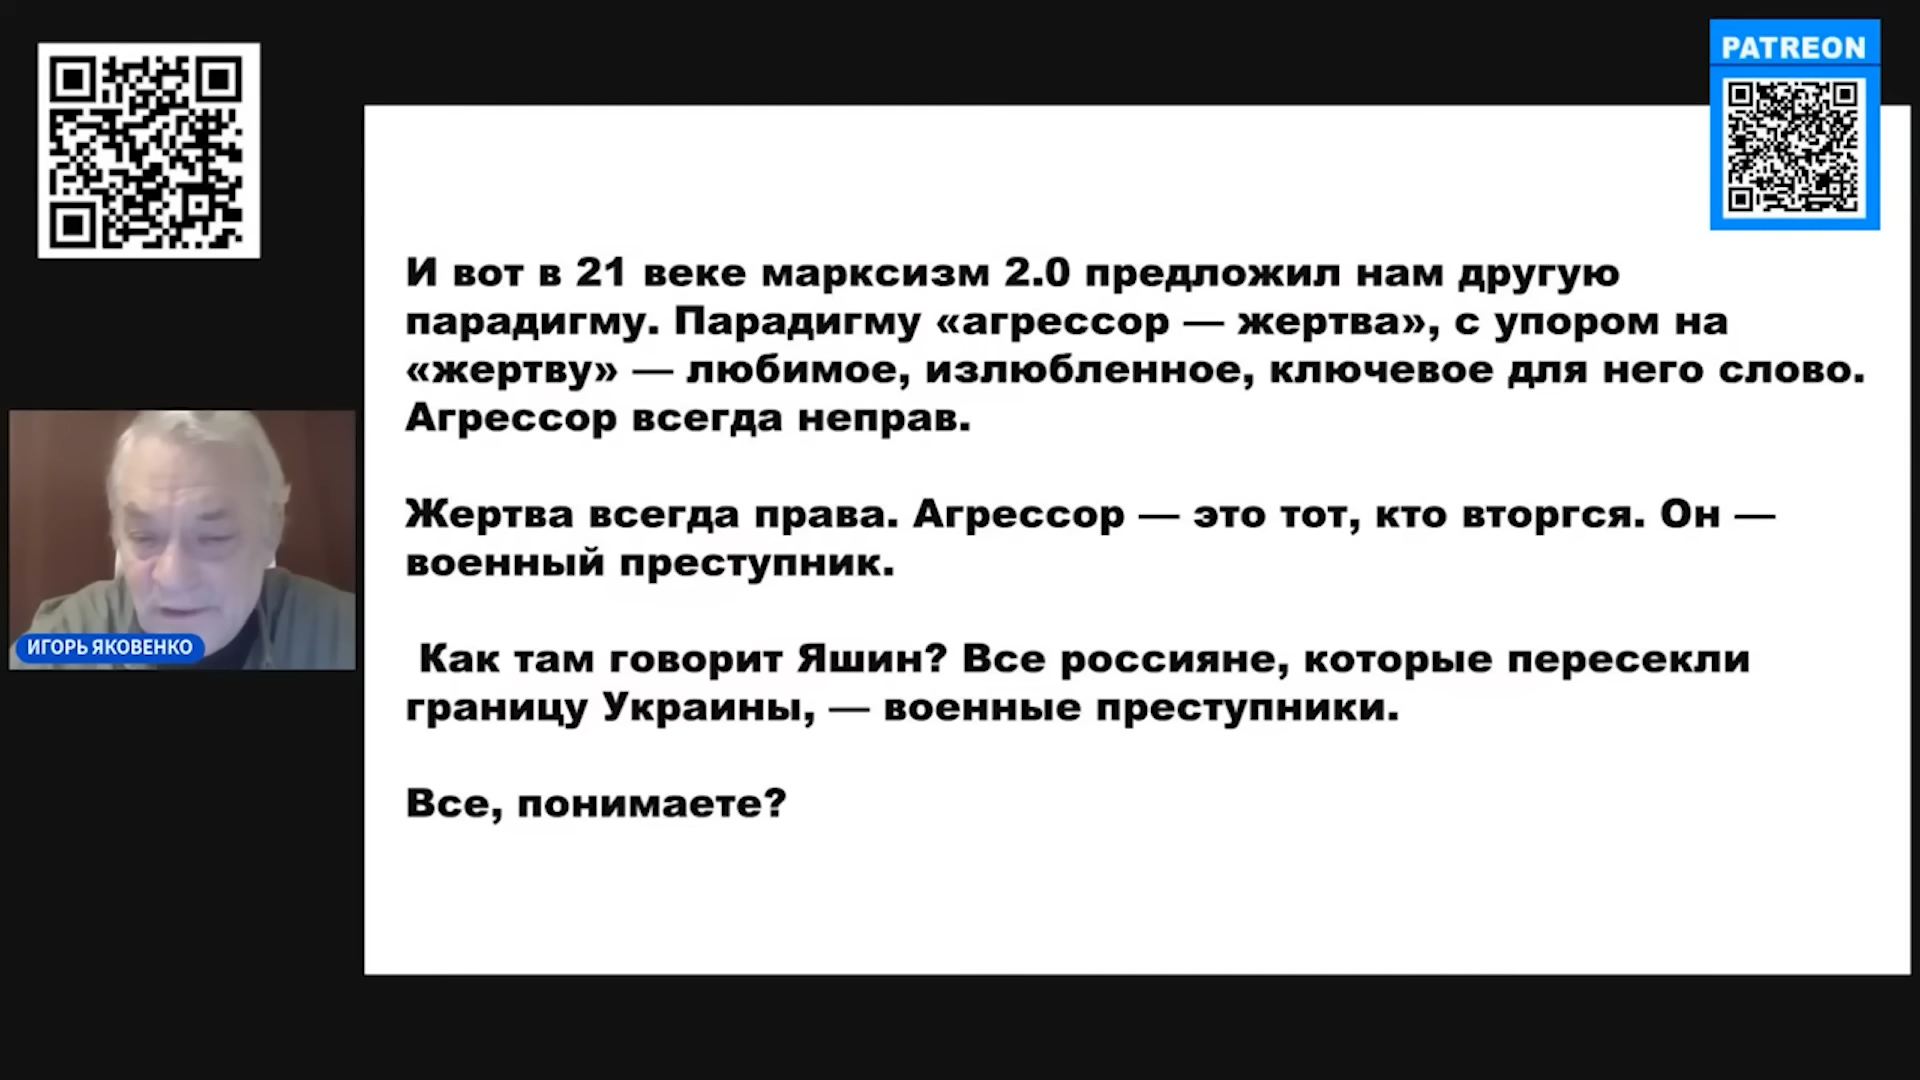 PATREON
И вот в 21 веке марксизм 2.0 предложил нам другую
парадигму. Парадигму «агрессор — жертва», с упором на
«жертву» — любимое, излюбленное, ключевое для него слово.
Агрессор всегда неправ.
Жертва всегда права. Агрессор — это тот, кто вторгся. Он —
военный преступник.
Как там говорит Яшин? Все россияне, которые пересекли
границу Украины, — военные преступники.
Все, понимаете?
ИГОРЬ ЯКОВЕНКО